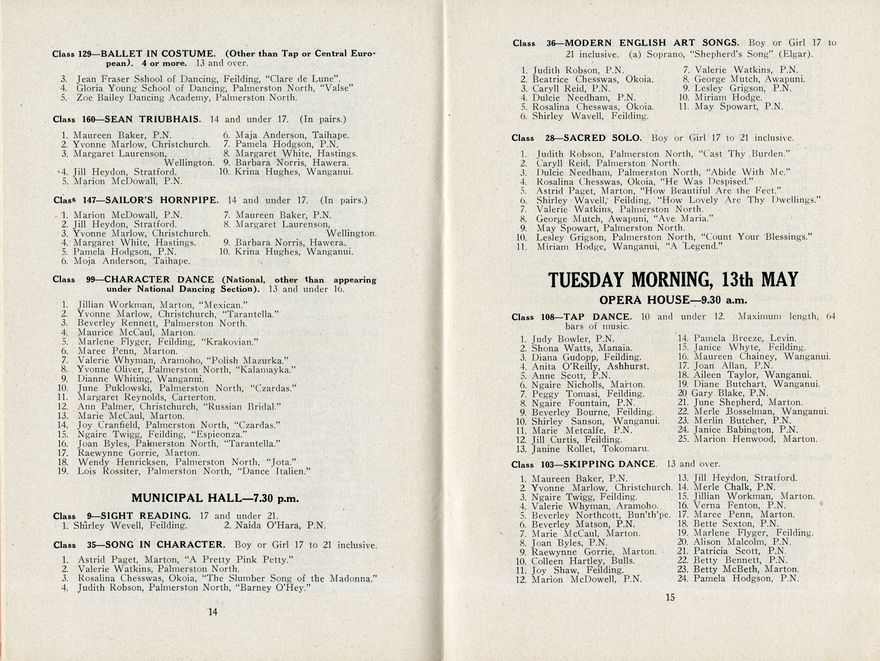 Class 129—BALLET IN COSTUME. (Other than Tap or Central Euro-
pean). 4 or more. 13 and over.
3. Jean Fraser Sshool of Dancing, Feilding, "Clare de Lune".
4. Gloria Young School of Dancing, Palmerston North, "Valse"
5. Zoe Bailey Dancing Academy, Palmerston North.
Class 160—SEAN TRIUBHAIS. 14 and under 17. (In pairs.)
1. Maureen Baker, P.N.
2. Yvonne Marlow, Christchurch.
3. Margaret Laurenson,
Wellington.
4. Jill Heydon, Stratford.
5. Marion McDowall, P.N.
6. Maja Anderson, Taihape.
7. Pamela Hodgson, P.N.
8. Margaret White, Hastings.
9. Barbara Norris, Hawera.
10. Krina Hughes, Wanganui.
Class 147—SAILOR'S HORNPIPE. 14 and under 17. (In pairs.)
1. Marion McDowall, P.N.
2. Jill Heydon, Stratford.
3. Yvonne Marlow, Christchurch.
4. Margaret White, Hastings.
5. Pamela Hodgson, P.N.
6. Moja Anderson, Taihape.
7. Maureen Baker, P.N.
8. Margaret Laurenson,
Wellington.
9. Barbara Norris, Hawera.
10. Krina Hughes, Wanganui.
Class 99—CHARACTER DANCE (National, other than appearing
under National Dancing Section). 13 and under 16.
1. Jillian Workman, Marton, "Mexican."
2. Yvonne Marlow, Christchurch, "Tarantella."
3. Beverley Rennett, Palmerston North.
4. Maurice McCaul, Marton.
5. Marlene Flyger, Feilding, "Krakovian."
6. Maree Penn, Marton.
7. Valerie Whyman, Aramoho, "Polish Mazurka."
8. Yvonne Oliver, Palmerston North, "Kalamayka."
9. Dianne Whiting, Wanganui.
10. June Puklowski, Palmerston North, "Czardas."
11. Margaret Reynolds, Carterton.
12. Ann Palmer, Christchurch, "Russian Bridal."
13. Marie McCaul, Marton.
14. Joy Cranfield, Palmerston North, "Czardas."
15. Ngaire Twigg, Feilding, "Espieonza."
16. Joan Byles, Palmerston North, "Tarantella."
17. Raewynne Gorrie, Marton.
18. Wendy Henricksen, Palmerston North, "Jota."
19. Lois Rossiter, Palmerston North, "Dance Italien."
MUNICIPAL HALL—7.30 p.m.
Class 9—SIGHT READING. 17 and under 21.
1. Shirley Wevell, Feilding. 2. Naida O'Hara, P.N.
Class 35—SONG IN CHARACTER. Boy or Girl 17 to 21 inclusive.
1. Astrid Paget, Marton, "A Pretty Pink Petty."
2. Valerie Watkins, Palmerston North.
3. Rosalina Chesswas, Okoia, "The Slumber Song of the Madonna."
4. Judith Robson, Palmerston North, "Barney O'Hey."
14
Class 36—MODERN ENGLISH ART SONGS. Boy or Girl 17 to
21 inclusive. (a) Soprano, "Shepherd's Song" (Elgar).
1. Judith Robson, P.N.
2. Beatrice Chesswas, Okoia.
3. Caryll Reid, P.N.
4. Dulcie Needham, P.N.
5. Rosalina Chesswas, Okoia.
6. Shirley Wavell, Feilding.
7. Valerie Watkins, P.N.
8. George Mutch, Awapuni.
9. Lesley Grigson, P.N.
10. Miriam Hodge.
11. May Spowart, P.N.
Class 28—SACRED SOLO. Boy or Girl 17 to 21 inclusive.
1. Judith Robson, Palmerston North, "Cast Thy Burden."
2. Caryll Reid, Palmerston North.
3. Dulcie Needham, Palmerston North, "Abide With Me."
4. Rosalina Chesswas, Okoia, "He Was Despised."
5. Astrid Paget, Marton, "How Beautiful Are the Feet."
6. Shirley Wavell, Feilding, "How Lovely Are Thy Dwellings."
7. Valerie Watkins, Palmerston North.
8. George Mutch, Awapuni, "Ave Maria."
9. May Spowart, Palmerston North.
10. Lesley Grigson, Palmerston North, "Count Your Blessings."
11. Miriam Hodge, Wanganui, "A Legend."
TUESDAY MORNING, 13th MAY
OPERA HOUSE—9.30 a.m.
Class 108—TAP DANCE. 10 and under 12. Maximum length, 64
bars of music.
1. Judy Bowler, P.N.
2. Shona Watts, Manaia.
3. Diana Gudopp, Feilding.
4. Anita O'Reilly, Ashhurst.
5. Anne Scott, P.N.
6. Ngaire Nicholls, Marton.
7. Peggy Tomasi, Feilding.
8. Ngaire Fountain, P.N.
9. Beverley Bourne, Feilding.
10. Shirley Sanson, Wanganui.
11. Marie Metcalfe, P.N.
12. Jill Curtis, Feilding.
13. Janine Rollet, Tokomaru.
14. Pamela Breeze, Levin.
15. Janice Whyte, Feilding.
16. Maureen Chainey, Wanganui.
17. Joan Allan, P.N.
18. Aileen Taylor, Wanganui.
19. Diane Butchart, Wanganui.
20 Gary Blake, P.N.
21. June Shepherd, Marton.
22. Merle Bosselman, Wanganui.
23. Merlin Butcher, P.N.
24. Janice Babington, P.N.
25. Marion Henwood, Marton.
Class 103—SKIPPING DANCE. 13 and over.
1. Maureen Baker, P.N.
2. Yvonne Marlow, Christchurch.
3. Ngaire Twigg, Feilding.
4. Valerie Whyman, Aramoho.
5. Beverley Northcott, Bun'th'pe.
6. Beverley Matson, P.N.
7. Marie McCaul, Marton.
8. Joan Byles, P.N.
9. Raewynne Gorrie, Marton.
10. Colleen Hartley, Bulls.
11. Joy Shaw, Feilding.
12. Marion McDowell, P.N.
13. Jill Heydon, Stratford.
14. Merle Chalk, P.N.
15. Jillian Workman, Marton.
16. Verna Fenton, P.N.
17. Maree Penn, Marton.
18. Bette Sexton, P.N.
19. Marlene Flyger, Feilding.
20. Alison Malcolm, P.N.
21. Patricia Scott, P.N.
22. Betty Bennett, P.N.
23. Betty McBeth, Marton.
24. Pamela Hodgson, P.N.
15